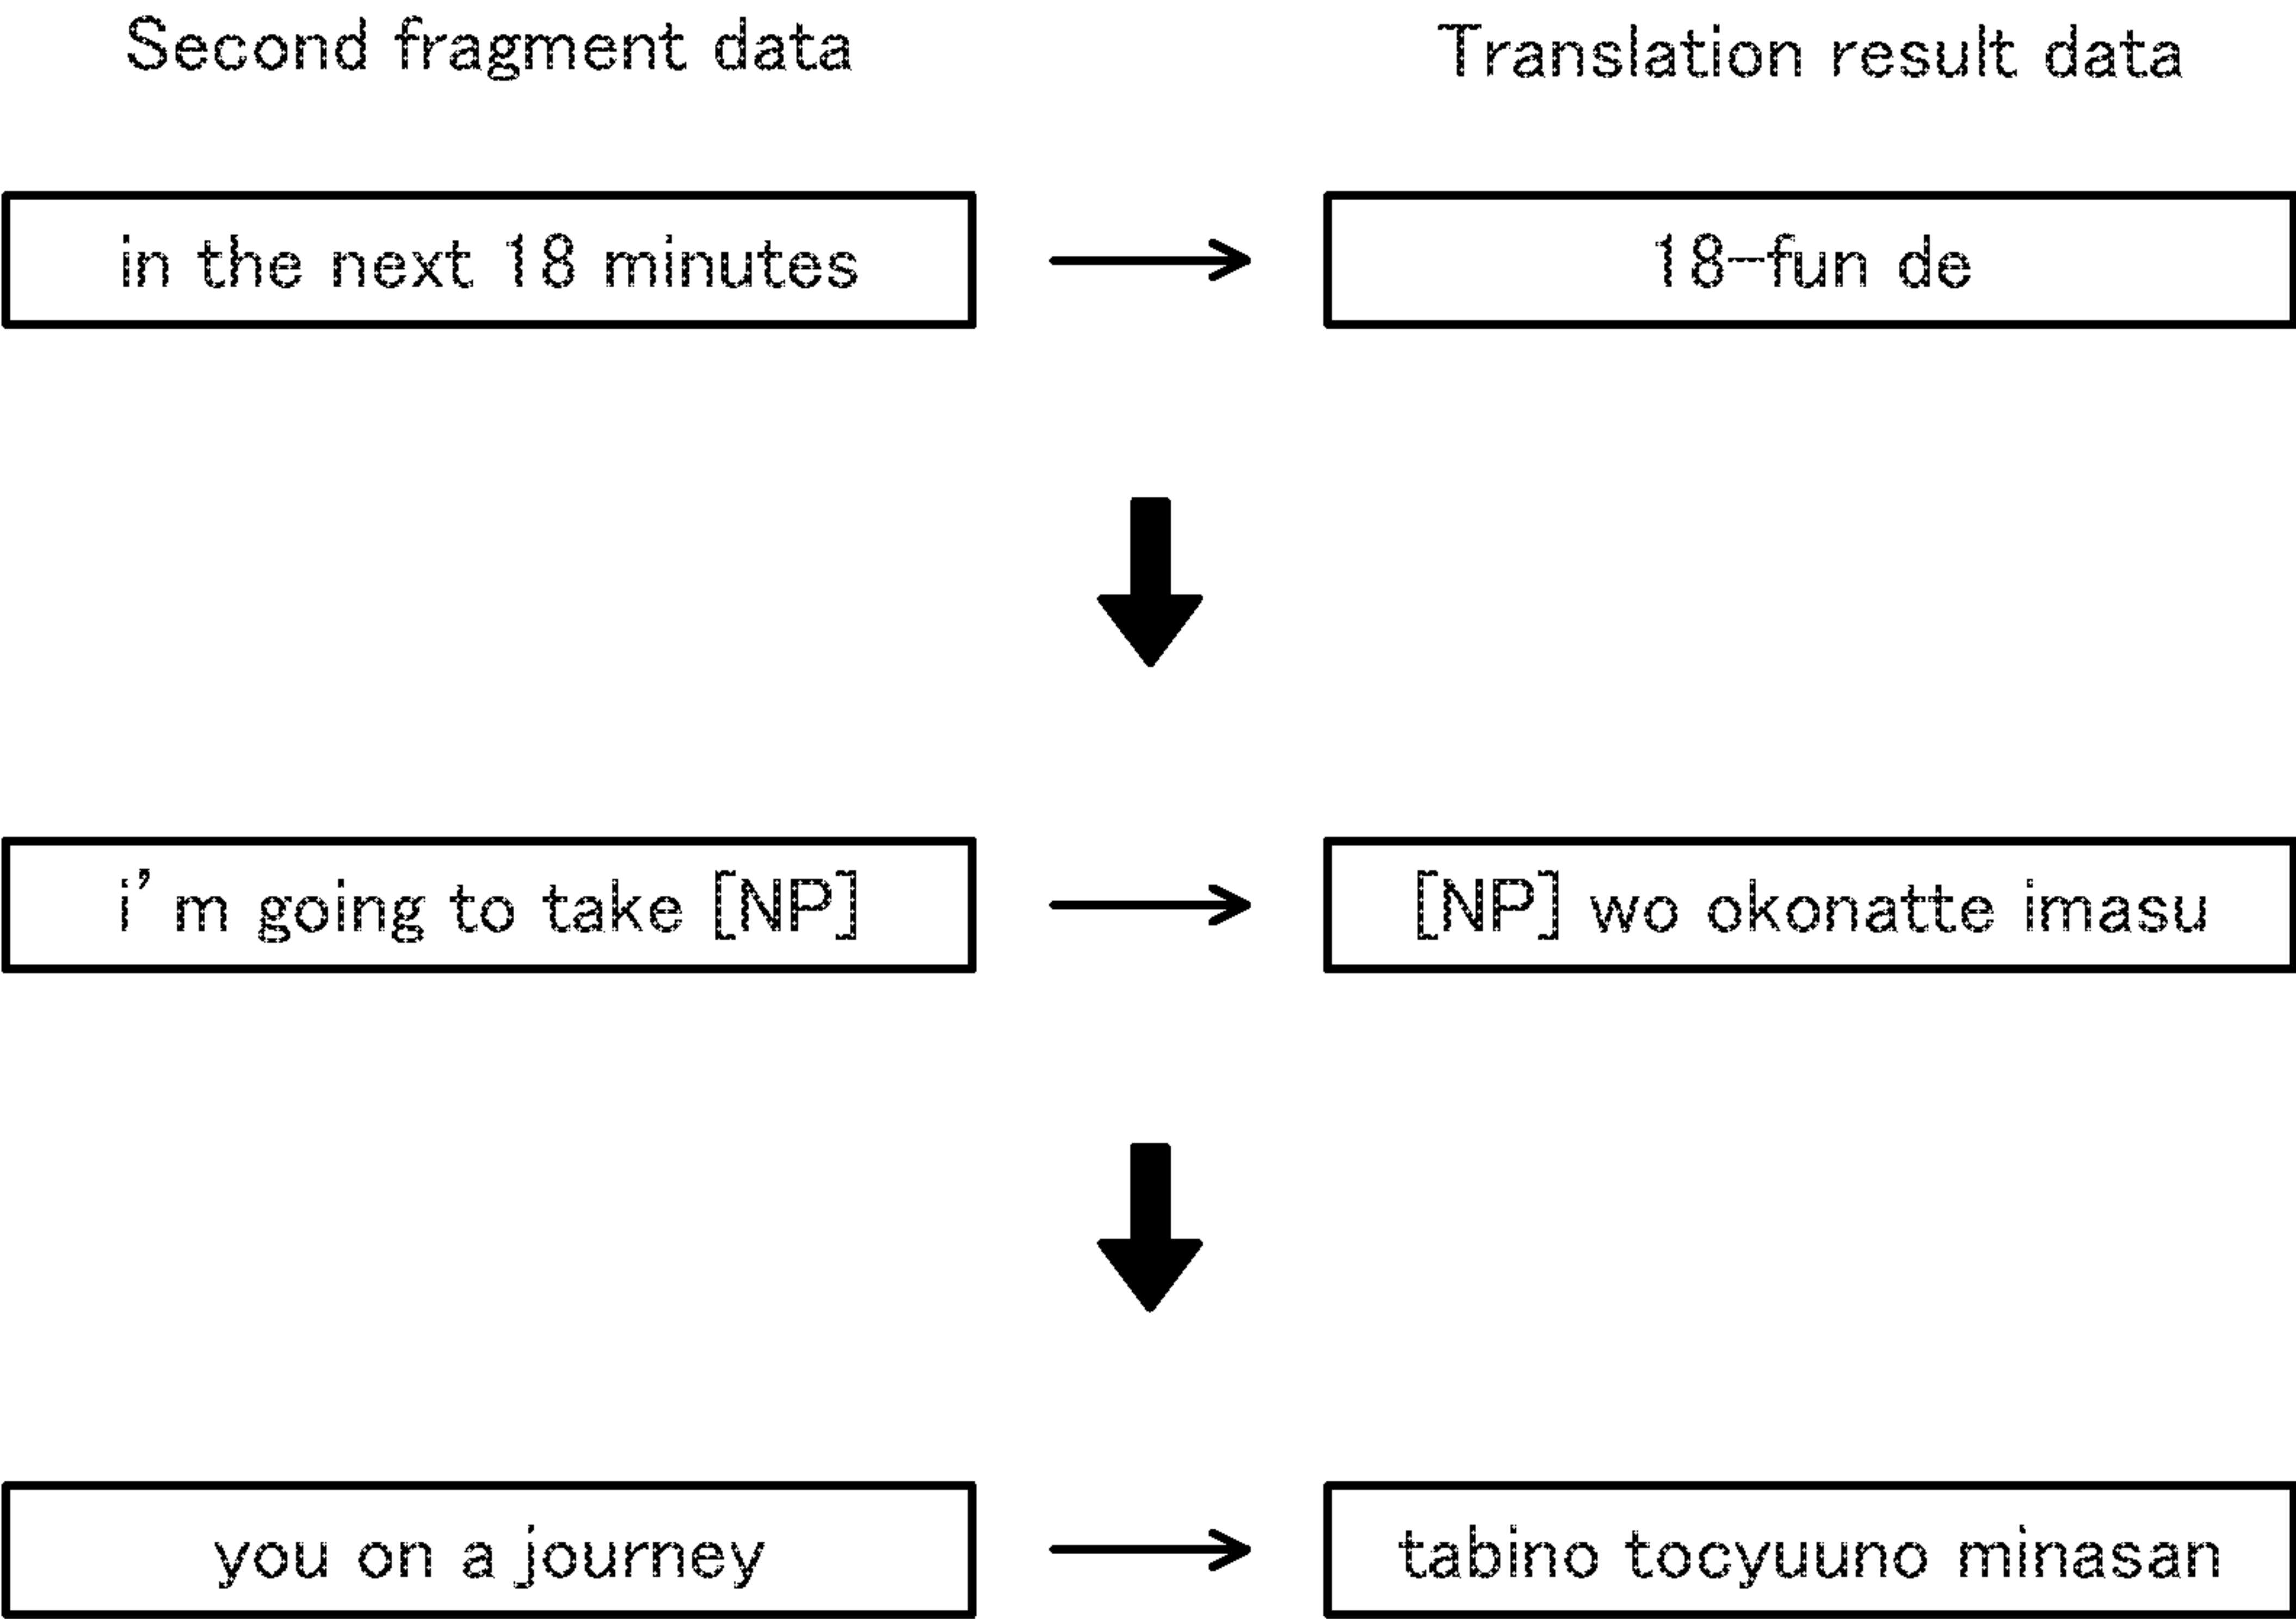 Second fragment data
Translation result data
in the next 18 minutes
18-fun de
i'm going to take [NP]
[NP] wo okonatte imasu
you on a journey
tabino tocyuuno minasan